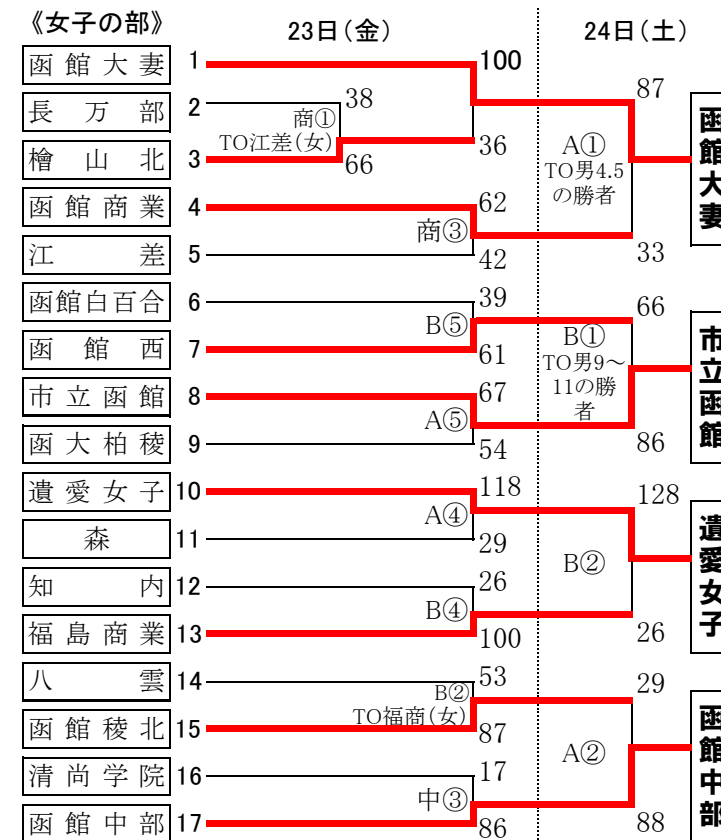 《女子の部》
23日(金)
24日(土)
函館大妻 1
100
87
長万部 2
38
商①
TO江差(女)
檜山北 3
66
36
A①
TO男4.5
の勝者
函館大妻
函館商業 4
62
商③
江差 5
42
33
函館白百合 6
39
66
B⑤
函館西 7
61
B①
TO男9～
11の勝
者
市立函館
市立函館 8
67
A⑤
函大柏稜 9
54
86
遺愛女子 10
118
128
A④
森 11
29
B②
遺愛女子
知内 12
26
B④
福島商業 13
100
26
八雲 14
53
29
B②
TO福商(女)
函館稜北 15
87
A②
函館中部
清尚学院 16
17
中③
函館中部 17
86
88